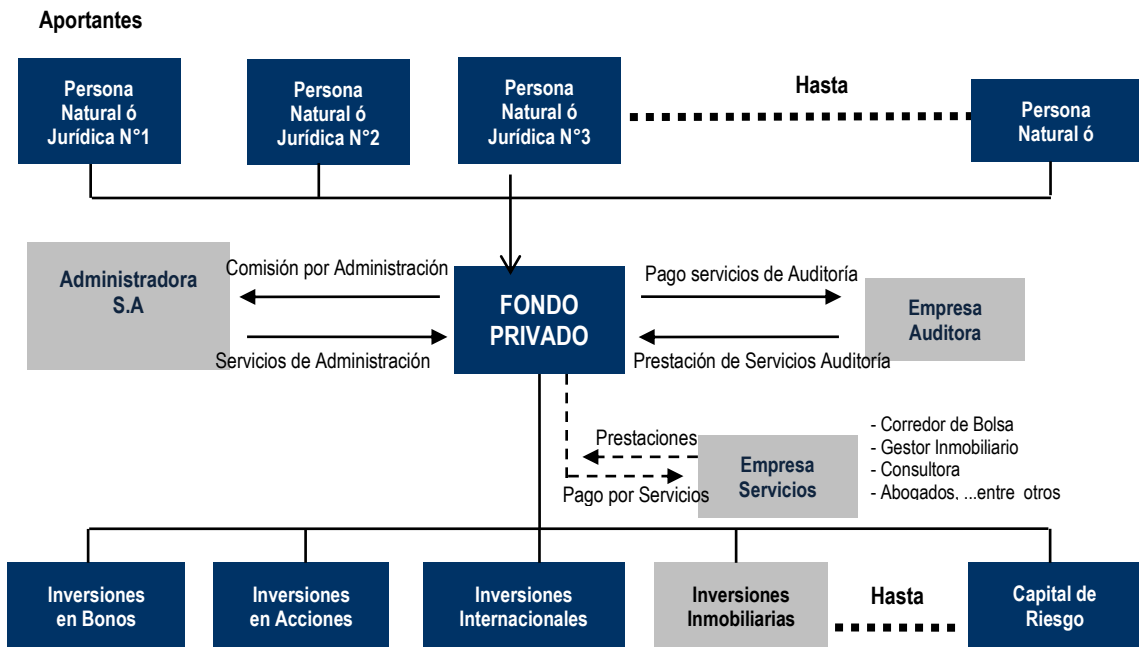 Aportantes
Persona
Natural ó
Jurídica N°1
Persona
Natural ó
Jurídica N°2
Persona
Natural ó
Jurídica N°3
Hasta
Persona
Natural ó
Administradora
S.A
Comisión por Administración
Servicios de Administración
FONDO
PRIVADO
Pago servicios de Auditoría
Prestación de Servicios Auditoría
Empresa
Auditora
Prestaciones
Pago por Servicios
Empresa
Servicios
- Corredor de Bolsa
- Gestor Inmobiliario
- Consultora
- Abogados, ...entre otros
Inversiones
en Bonos
Inversiones
en Acciones
Inversiones
Internacionales
Inversiones
Inmobiliarias
Hasta
Capital de
Riesgo